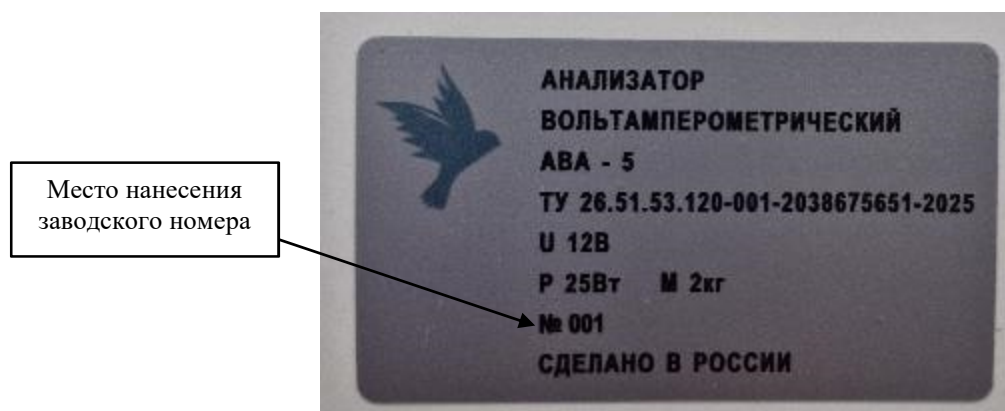 Место нанесения
заводского номера
АНАЛИЗАТОР
ВОЛЬТАМПЕРОМЕТРИЧЕСКИЙ
АВА - 5
ТУ 26.51.53.120-001-2038675651-2025
U 12В
Р 25Вт М 2кг
№ 001
СДЕЛАНО В РОССИИ